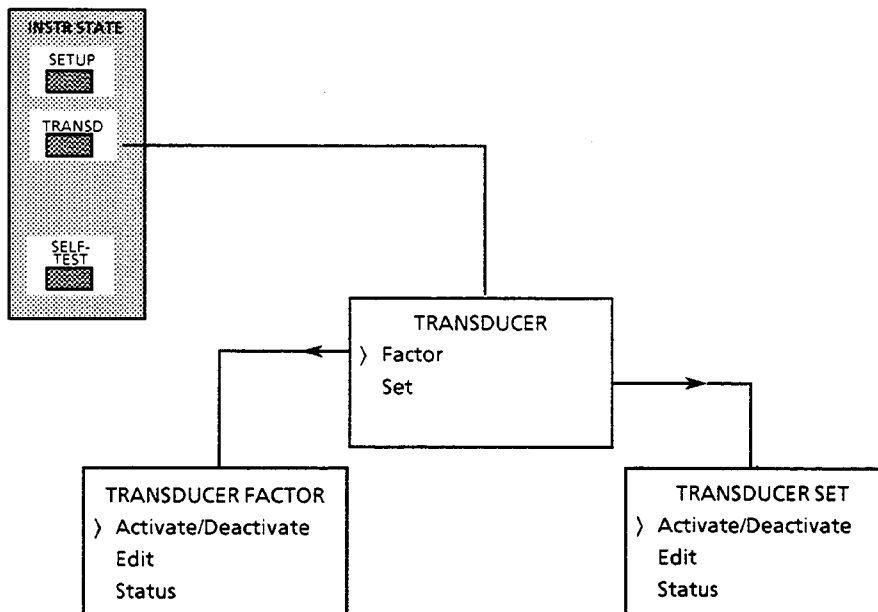 INSTR STATE
SETUP
TRANSD
SELF-
TEST
TRANSDUCER
〉 Factor
Set
TRANSDUCER FACTOR
〉 Activate/Deactivate
Edit
Status
TRANSDUCER SET
〉 Activate/Deactivate
Edit
Status